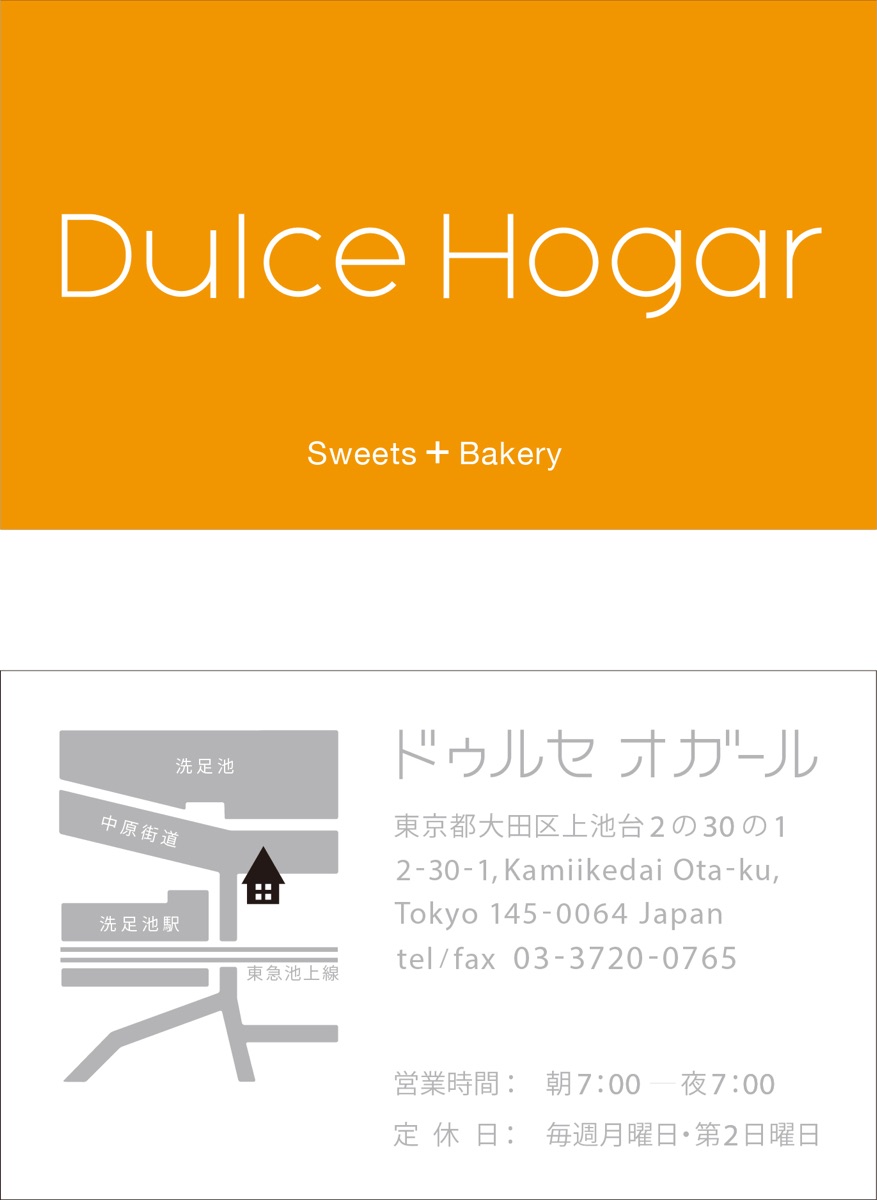 Dulce Hogar
Sweets + Bakery
洗足池
中原街道
洗足池駅
東急池上線
ドゥルセ オガール
東京都大田区上池台2の30の1
2-30-1, Kamiikedai Ota-ku,
Tokyo 145-0064 Japan
tel/fax 03-3720-0765
営業時間： 朝7:00 — 夜7:00
定休日： 毎週月曜日・第2日曜日